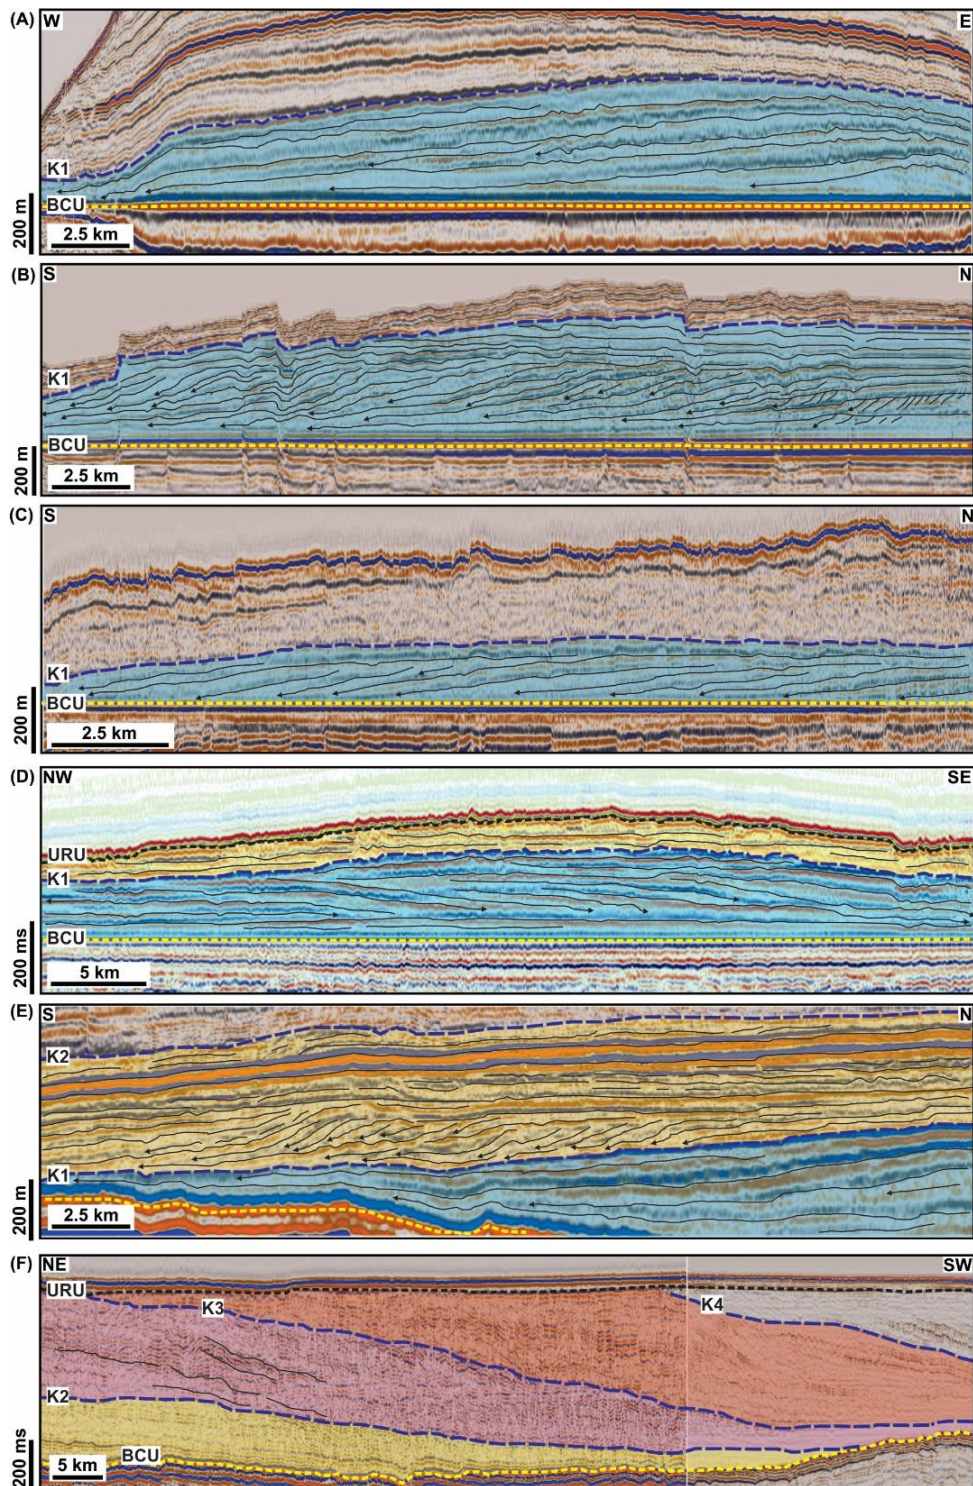 (A) W E
K1
BCU
200 m
2.5 km
(B) S N
K1
BCU
200 m
2.5 km
(C) S N
K1
BCU
200 m
2.5 km
(D) NW SE
URU
K1
BCU
200 ms
5 km
(E) S N
K2
K1
200 m
2.5 km
(F) NE SW
URU
K3 K4
K2
BCU
200 ms
5 km